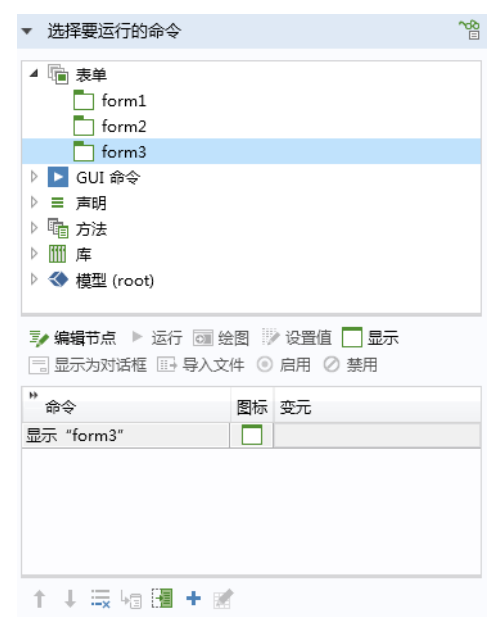 选择要运行的命令
表单
form1
form2
form3
GUI 命令
声明
方法
库
模型 (root)
编辑节点 运行 绘图 设置值 显示
显示为对话框 导入文件 启用 禁用
命令 图标 变元
显示 “form3”